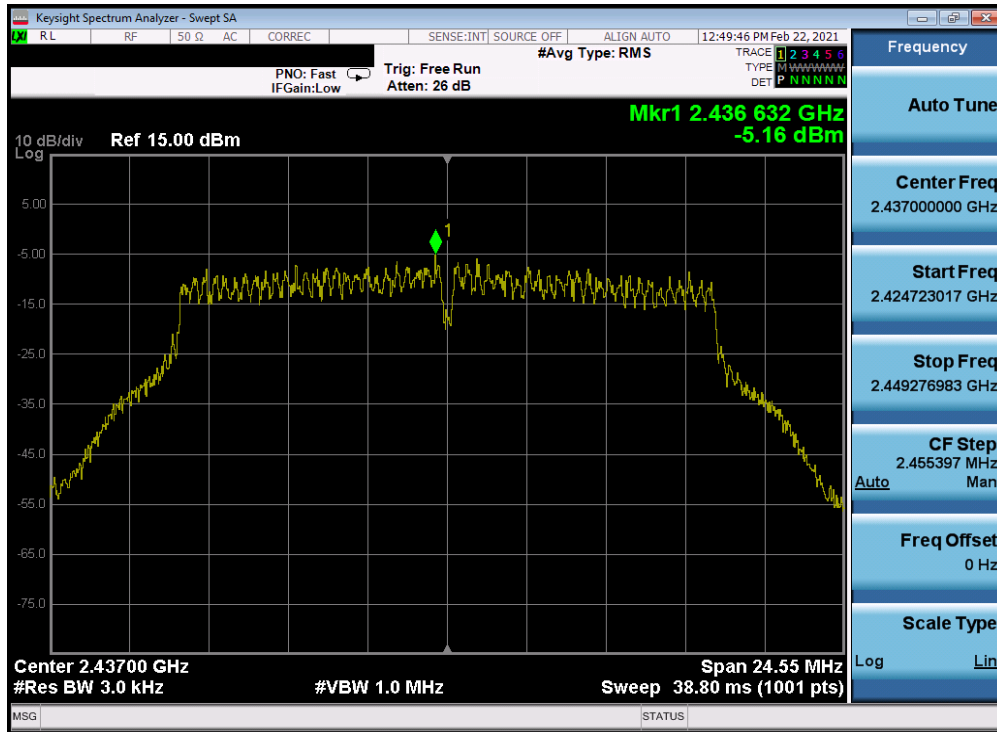 Keysight Spectrum Analyzer - Swept SA
LXI RL RF 50 Ω AC CORREC SENSE:INT SOURCE OFF ALIGN AUTO 12:49:46 PM Feb 22, 2021
#Avg Type: RMS
TRACE 1 2 3 4 5 6
PNO: Fast Trig: Free Run
TYPE M WWWWW
IFGain:Low Atten: 26 dB
DET P N N N N N
Mkr1 2.436 632 GHz
-5.16 dBm
10 dB/div Ref 15.00 dBm
Log
1
5.00
-5.00
-15.0
-25.0
-35.0
-45.0
-55.0
-65.0
-75.0
Center 2.43700 GHz Span 24.55 MHz
#Res BW 3.0 kHz #VBW 1.0 MHz Sweep 38.80 ms (1001 pts)
MSG STATUS
Frequency
Auto Tune
Center Freq
2.437000000 GHz
Start Freq
2.424723017 GHz
Stop Freq
2.449276983 GHz
CF Step
2.455397 MHz
Auto Man
Freq Offset
0 Hz
Scale Type
Log Lin